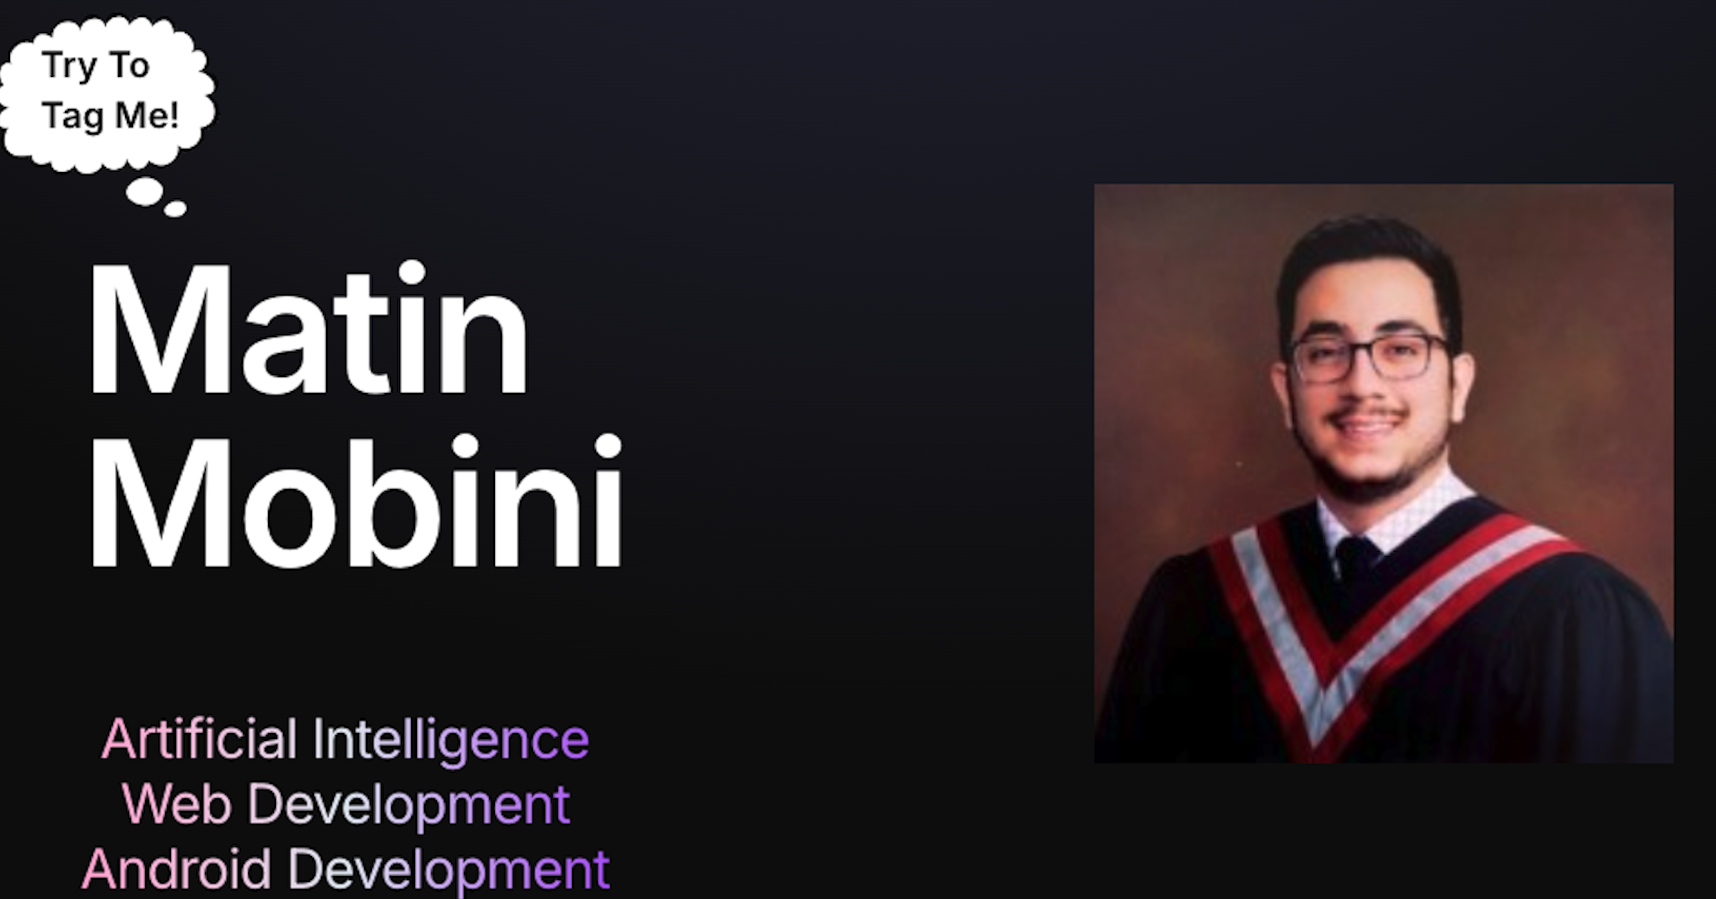 Try To
Tag Me!
Matin
Mobini
Artificial Intelligence
Web Development
Android Development